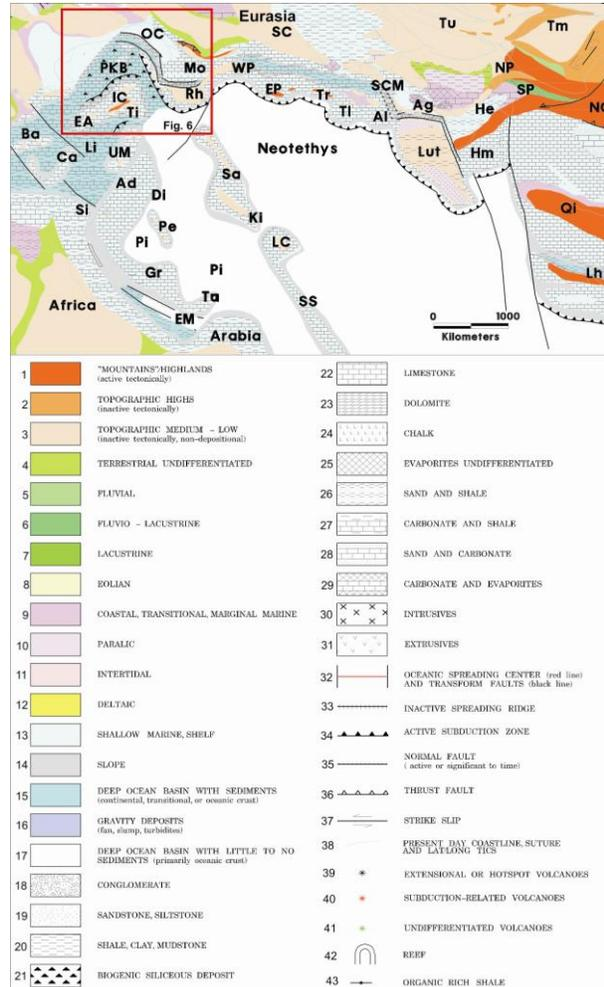 Eurasia
OC
SC
Tu
Tm
PKB
Mo
WP
NP
IC
Rh
EP
Tr
SCM
Ag
SP
EA
Ti
Fig. 6
Ti
Al
He
Ba
Li
UM
Neotethys
Lut
Hm
Ca
Ad
Di
Sa
Si
Pe
Ki
Qi
Pi
LC
Gr
Pi
Lh
Africa
Ta
SS
0 1000
EM
Kilometers
Arabia
1 "MOUNTAINS"/HIGHLANDS
(active tectonically)
2 TOPOGRAPHIC HIGHS
(inactive tectonically)
3 TOPOGRAPHIC MEDIUM - LOW
(inactive tectonically, non-depositional)
4 TERRESTRIAL UNDIFFERENTIATED
5 FLUVIAL
6 FLUVIO - LACUSTRINE
7 LACUSTRINE
8 EOLIAN
9 COASTAL, TRANSITIONAL, MARGINAL MARINE
10 PARALIC
11 INTERTIDAL
12 DELTAIC
13 SHALLOW MARINE, SHELF
14 SLOPE
15 DEEP OCEAN BASIN WITH SEDIMENTS
(continental, transitional, or oceanic crust)
16 GRAVITY DEPOSITS
(fan, slump, turbidites)
17 DEEP OCEAN BASIN WITH LITTLE TO NO
SEDIMENTS (primarily oceanic crust)
18 CONGLOMERATE
19 SANDSTONE, SILTSTONE
20 SHALE, CLAY, MUDSTONE
21 BIOGENIC SILICEOUS DEPOSIT
22 LIMESTONE
23 DOLOMITE
24 CHALK
25 EVAPORITES UNDIFFERENTIATED
26 SAND AND SHALE
27 CARBONATE AND SHALE
28 SAND AND CARBONATE
29 CARBONATE AND EVAPORITES
30 INTRUSIVES
31 EXTRUSIVES
32 OCEANIC SPREADING CENTER (red line)
AND TRANSFORM FAULTS (black line)
33 INACTIVE SPREADING RIDGE
34 ACTIVE SUBDUCTION ZONE
35 NORMAL FAULT
( active or significant to time)
36 THRUST FAULT
37 STRIKE SLIP
38 PRESENT DAY COASTLINE, SUTURE
AND LAT/LONG TICS
39 EXTENSIONAL OR HOTSPOT VOLCANOES
40 SUBDUCTION-RELATED VOLCANOES
41 UNDIFFERENTIATED VOLCANOES
42 REEF
43 ORGANIC RICH SHALE